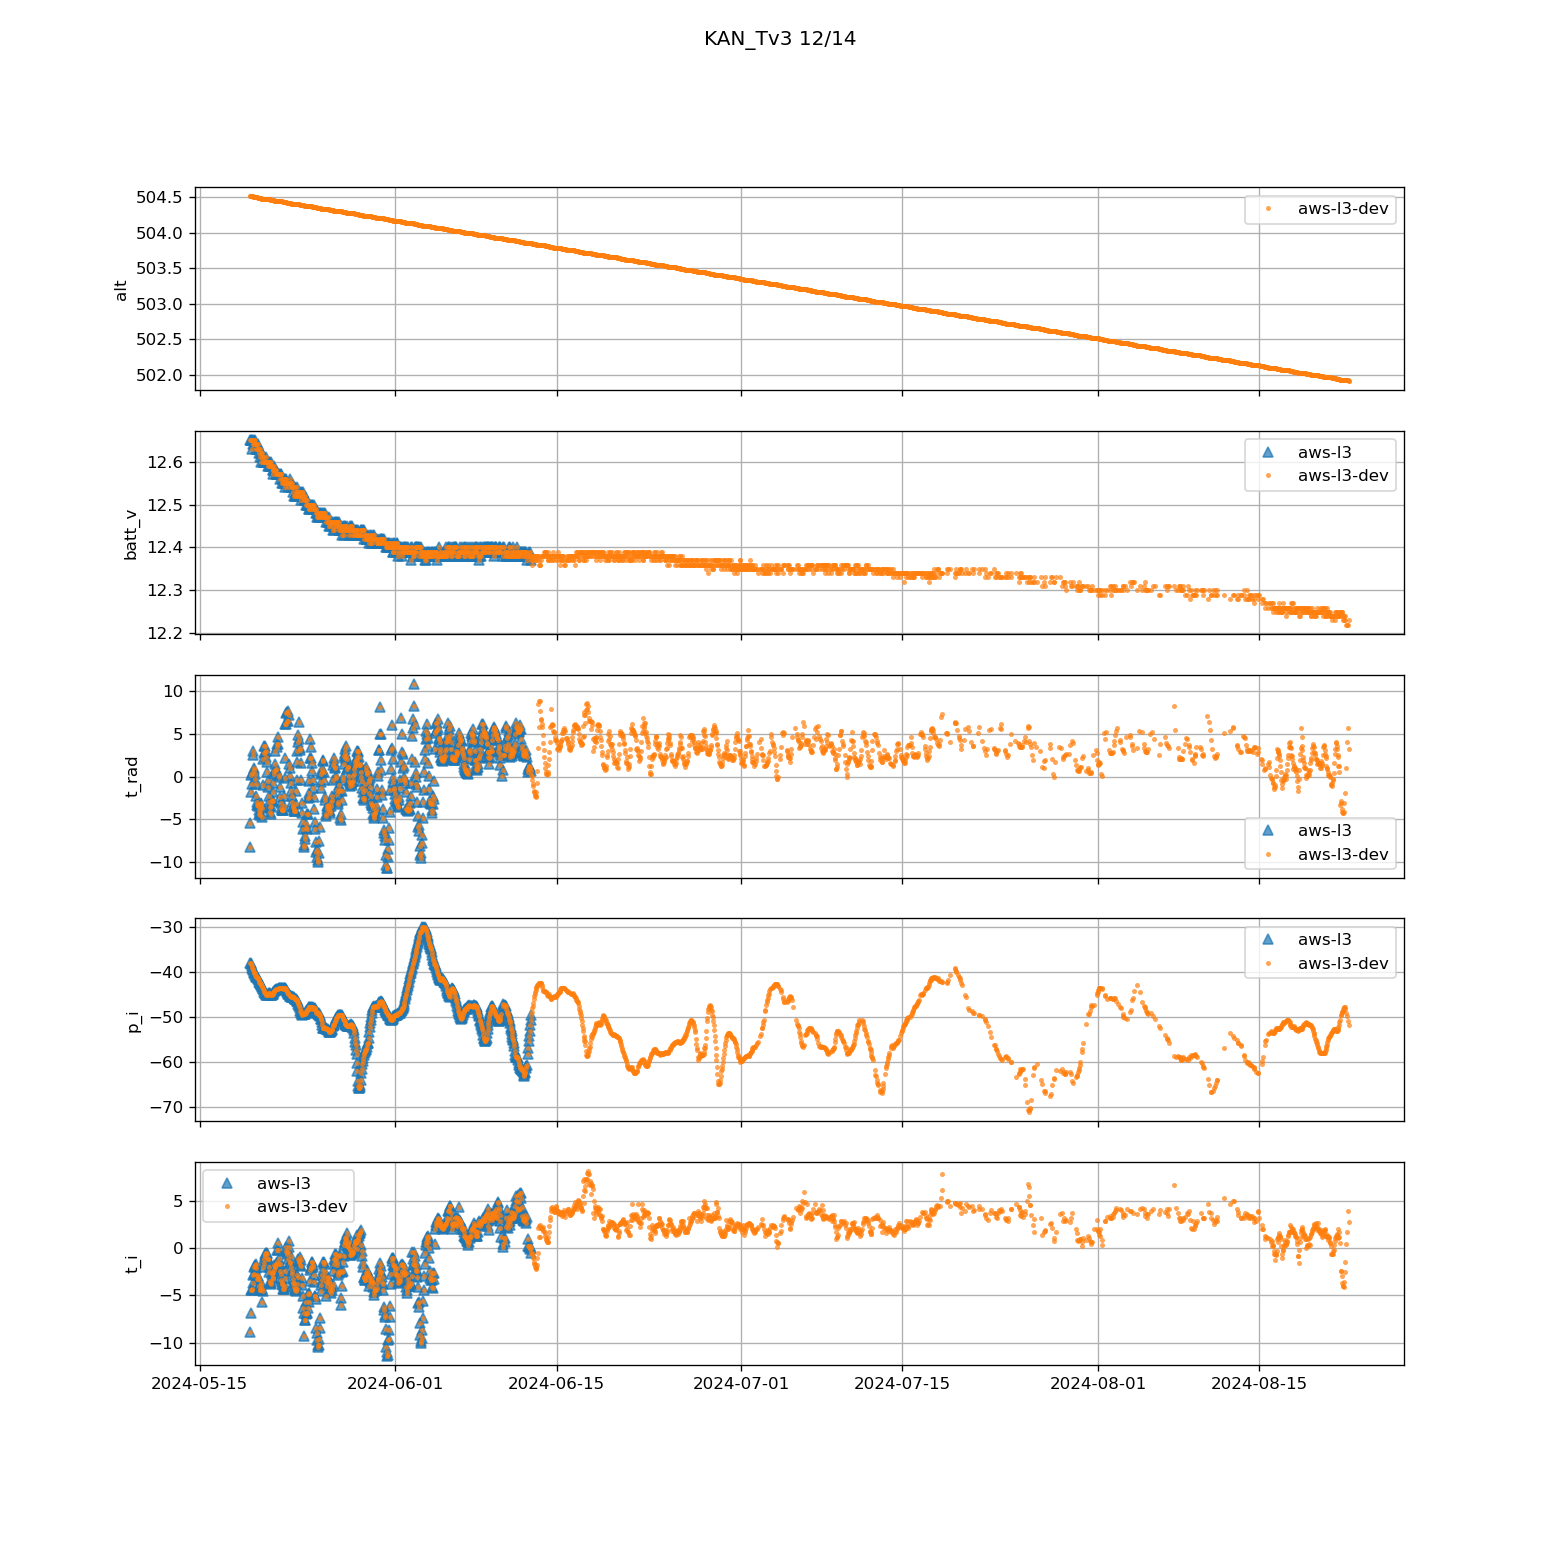 KAN_Tv3 12/14
504.5
504.0
503.5
503.0
502.5
502.0
alt
aws-l3-dev
12.6
12.5
12.4
12.3
12.2
batt_v
aws-l3
aws-l3-dev
10
5
0
−5
−10
t_rad
aws-l3
aws-l3-dev
−30
−40
−50
−60
−70
p_i
aws-l3
aws-l3-dev
5
0
−5
−10
t_i
aws-l3
aws-l3-dev
2024-05-15 2024-06-01 2024-06-15 2024-07-01 2024-07-15 2024-08-01 2024-08-15